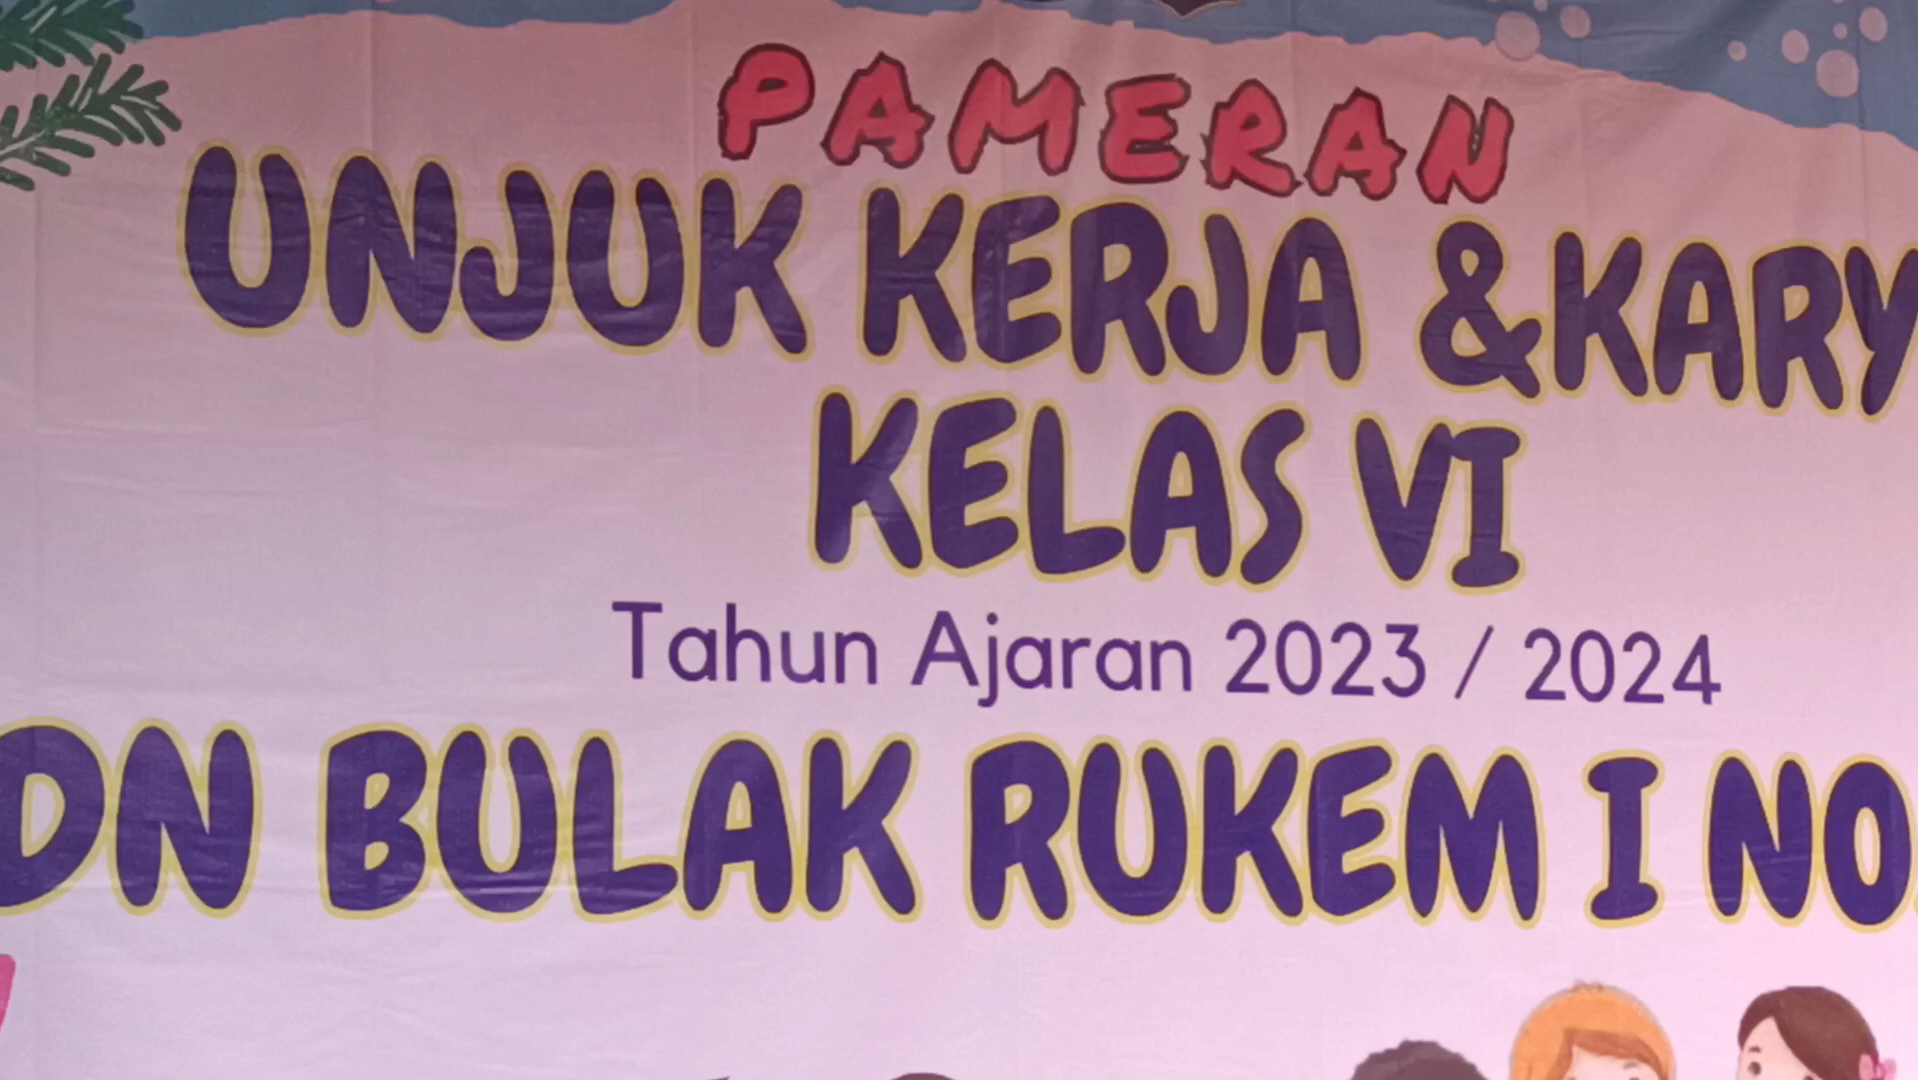 PAMERAN
UNJUK KERJA & KARY
KELAS VI
Tahun Ajaran 2023 / 2024
DN BULAK RUKEM I NO.